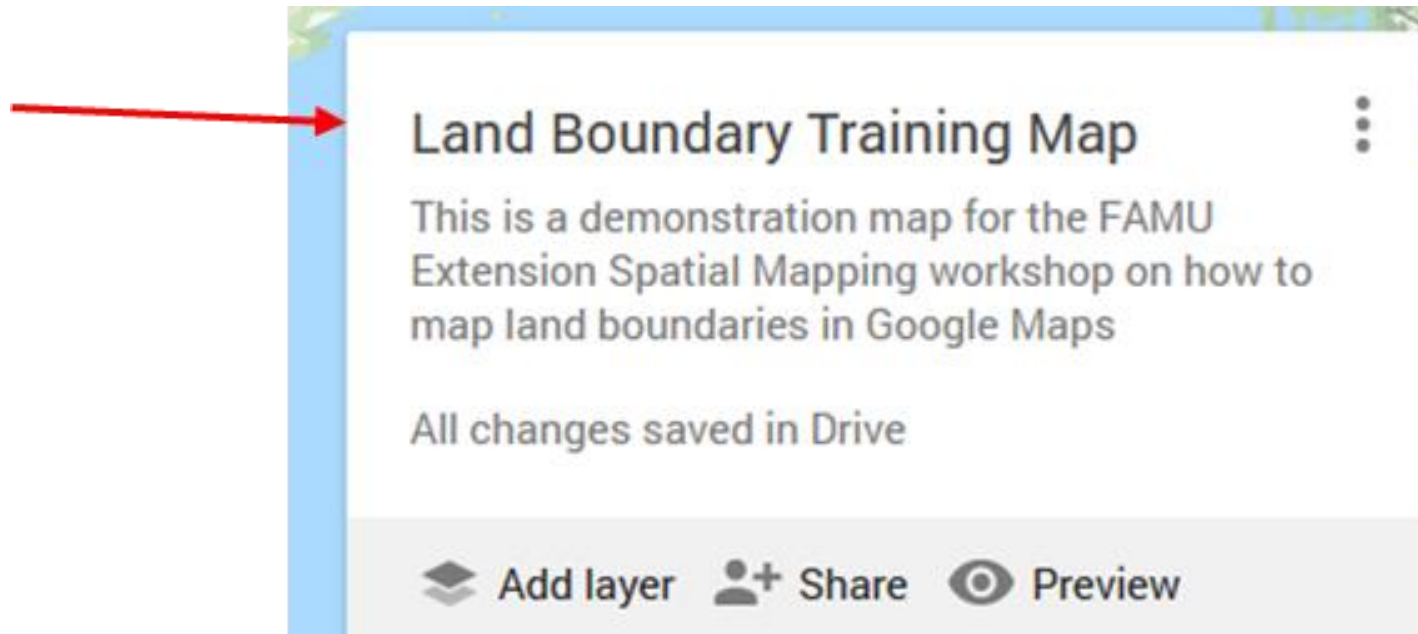 Land Boundary Training Map
This is a demonstration map for the FAMU
Extension Spatial Mapping workshop on how to
map land boundaries in Google Maps
All changes saved in Drive
Add layer Share Preview